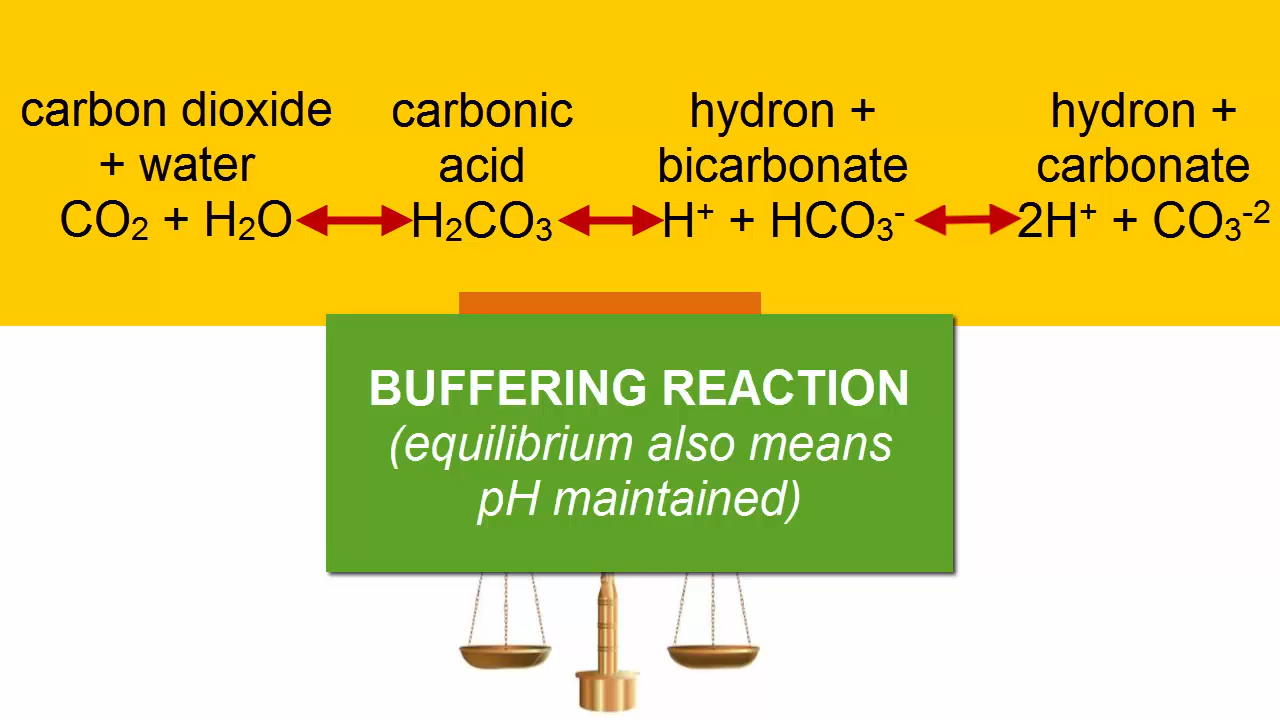 carbon dioxide
+ water
CO₂ + H₂O
carbonic
acid
H₂CO₃
hydron +
bicarbonate
H⁺ + HCO₃⁻
hydron +
carbonate
2H⁺ + CO₃⁻²
BUFFERING REACTION
(equilibrium also means
pH maintained)